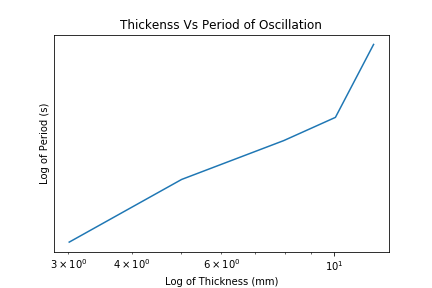 Thickenss Vs Period of Oscillation
Log of Period (s)
3 × 10⁰ 4 × 10⁰ 6 × 10⁰ 10¹
Log of Thickness (mm)